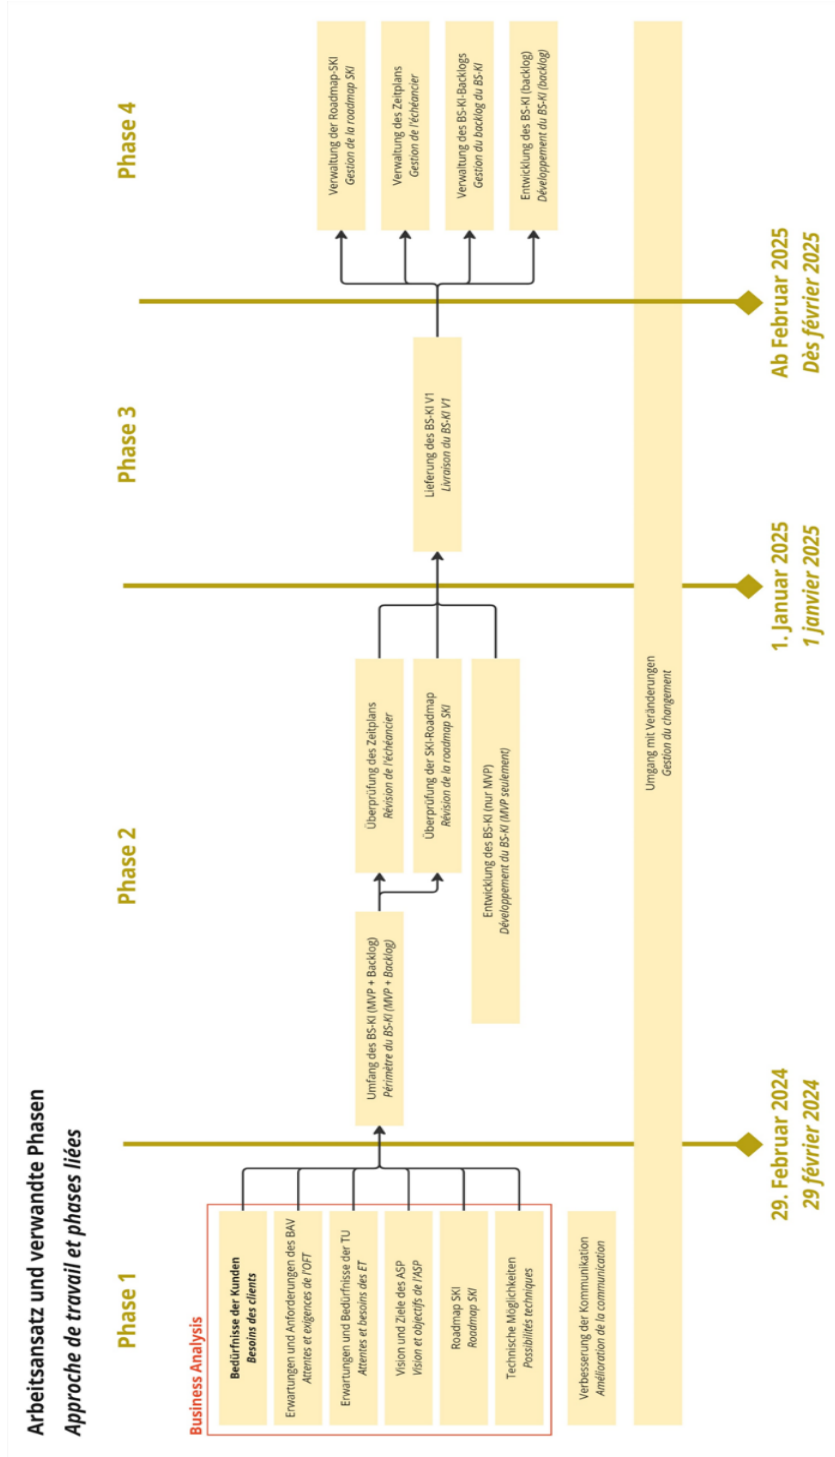 Arbeitsansatz und verwandte Phasen
Approche de travail et phases liées
Phase 1
Phase 2
Phase 3
Phase 4
Business Analysis
Bedürfnisse der Kunden
Besoins des clients
Erwartungen und Anforderungen des BAV
Attentes et exigences de l'OFT
Erwartungen und Bedürfnisse der TU
Attentes et besoins des ET
Vision und Ziele des ASP
Vision et objectifs de l'ASP
Roadmap SKI
Roadmap SKI
Technische Möglichkeiten
Possibilités techniques
Verbesserung der Kommunikation
Amélioration de la communication
Umfang des BS-KI (MVP + Backlog)
Périmètre du BS-KI (MVP + Backlog)
Überprüfung des Zeitplans
Révision de l'échéancier
Überprüfung der SKI-Roadmap
Révision de la roadmap SKI
Entwicklung des BS-KI (nur MVP)
Développement du BS-KI (MVP seulement)
Lieferung des BS-KI V1
Livraison du BS-KI V1
Verwaltung der Roadmap-SKI
Gestion de la roadmap SKI
Verwaltung des Zeitplans
Gestion de l'échéancier
Verwaltung des BS-KI-Backlogs
Gestion du backlog du BS-KI
Entwicklung des BS-KI (backlog)
Développement du BS-KI (backlog)
Umgang mit Veränderungen
Gestion du changement
29. Februar 2024
29 février 2024
1. Januar 2025
1 janvier 2025
Ab Februar 2025
Dès février 2025